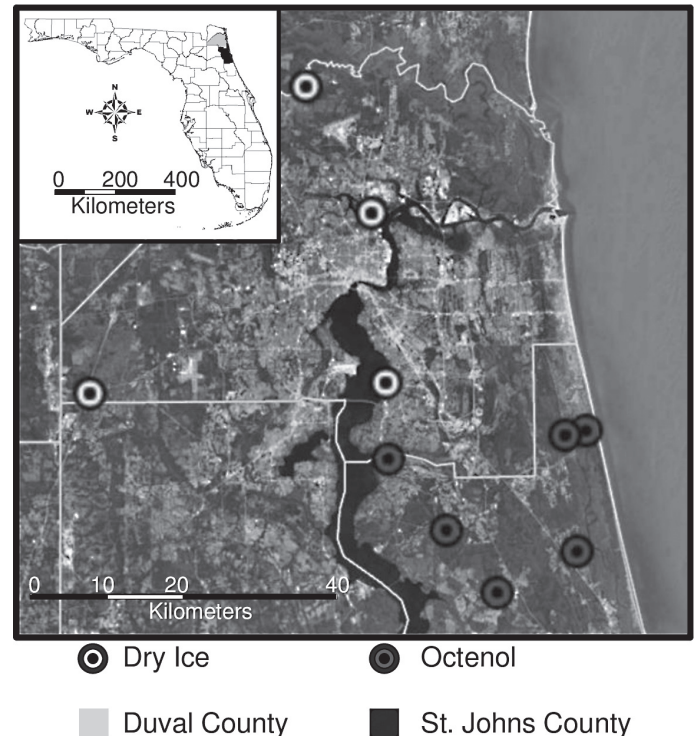 N
W E
S
0 200 400
Kilometers
0 10 20 40
Kilometers
Dry Ice Octenol
Duval County St. Johns County